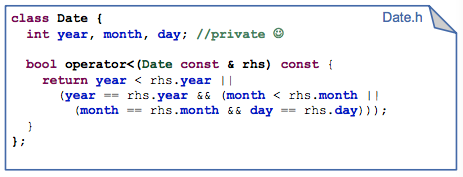 Date.h
class Date {
  int year, month, day; //private ☺

  bool operator<(Date const & rhs) const {
    return year < rhs.year ||
      (year == rhs.year && (month < rhs.month ||
        (month == rhs.month && day == rhs.day)));
  }
};